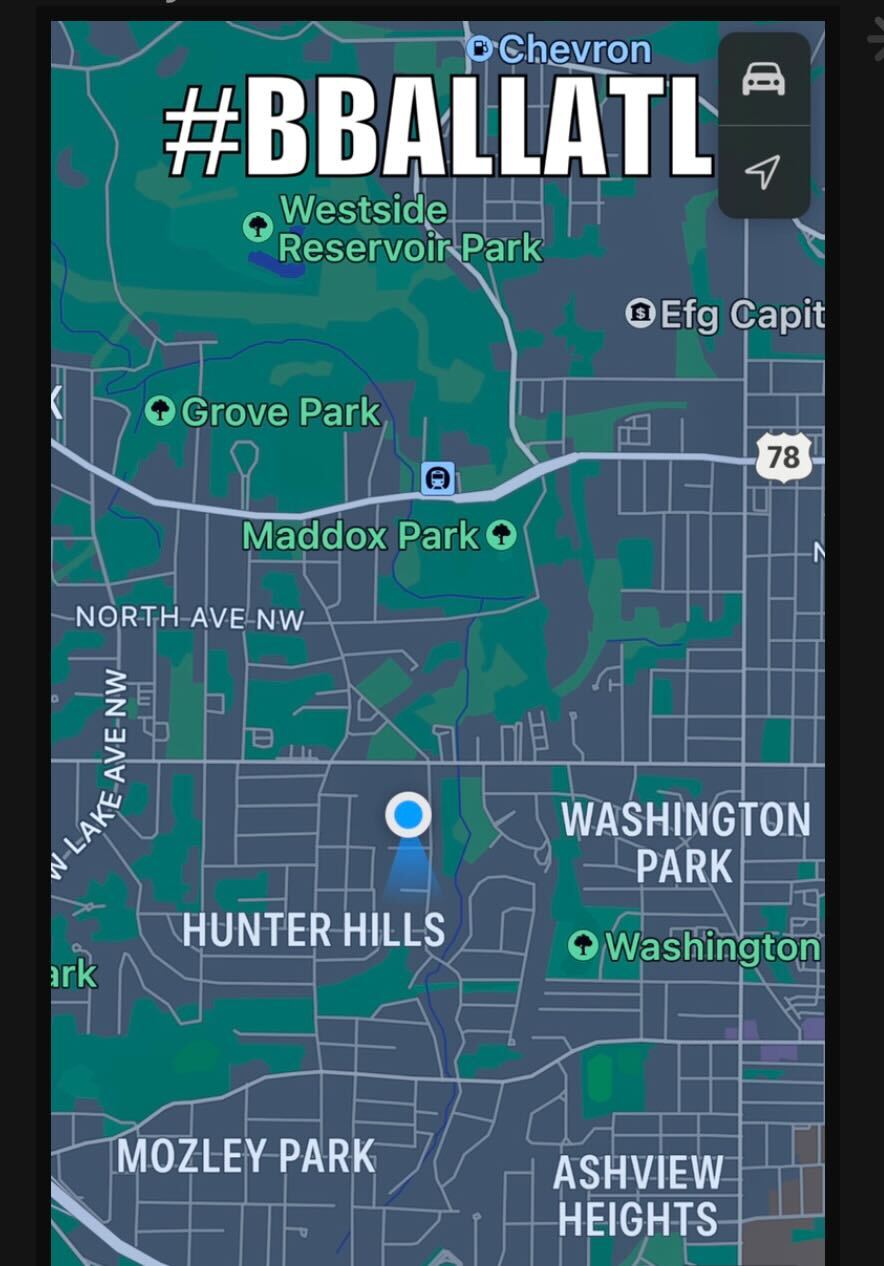 Chevron
#BBALLATL
Westside
Reservoir Park
Efg Capit
Grove Park
78
Maddox Park
N
NORTH AVE NW
W LAKE AVE NW
WASHINGTON
PARK
HUNTER HILLS
Washington
ark
MOZLEY PARK
ASHVIEW
HEIGHTS